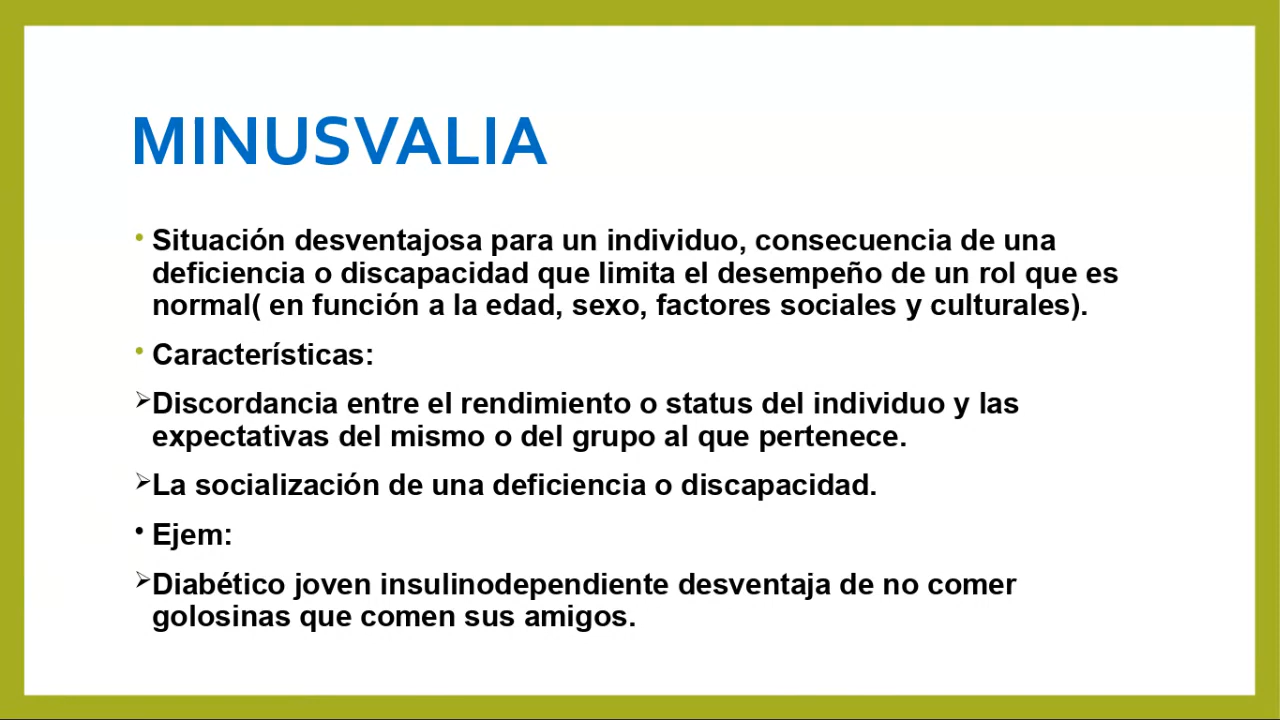 MINUSVALIA
• Situación desventajosa para un individuo, consecuencia de una
deficiencia o discapacidad que limita el desempeño de un rol que es
normal( en función a la edad, sexo, factores sociales y culturales).
• Características:
➢Discordancia entre el rendimiento o status del individuo y las
expectativas del mismo o del grupo al que pertenece.
➢La socialización de una deficiencia o discapacidad.
• Ejem:
➢Diabético joven insulinodependiente desventaja de no comer
golosinas que comen sus amigos.